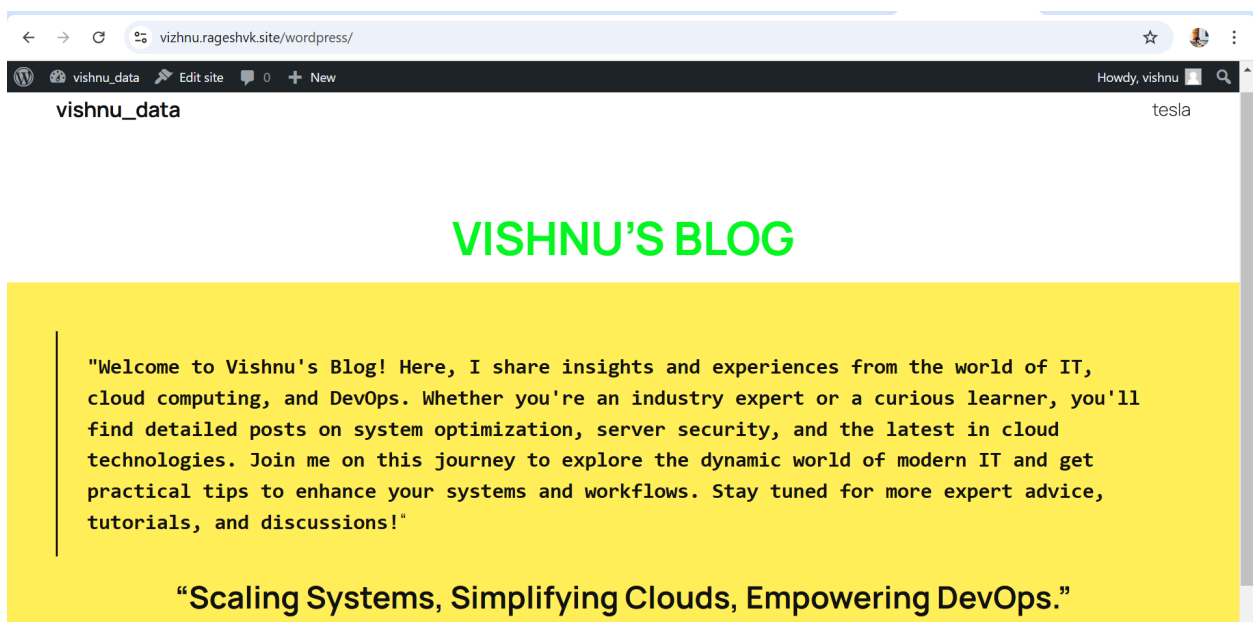 vizhnu.rageshvk.site/wordpress/
vishnu_data Edit site 0 New Howdy, vishnu
vishnu_data tesla
VISHNU’S BLOG
"Welcome to Vishnu's Blog! Here, I share insights and experiences from the world of IT,
cloud computing, and DevOps. Whether you're an industry expert or a curious learner, you'll
find detailed posts on system optimization, server security, and the latest in cloud
technologies. Join me on this journey to explore the dynamic world of modern IT and get
practical tips to enhance your systems and workflows. Stay tuned for more expert advice,
tutorials, and discussions!“
“Scaling Systems, Simplifying Clouds, Empowering DevOps.”